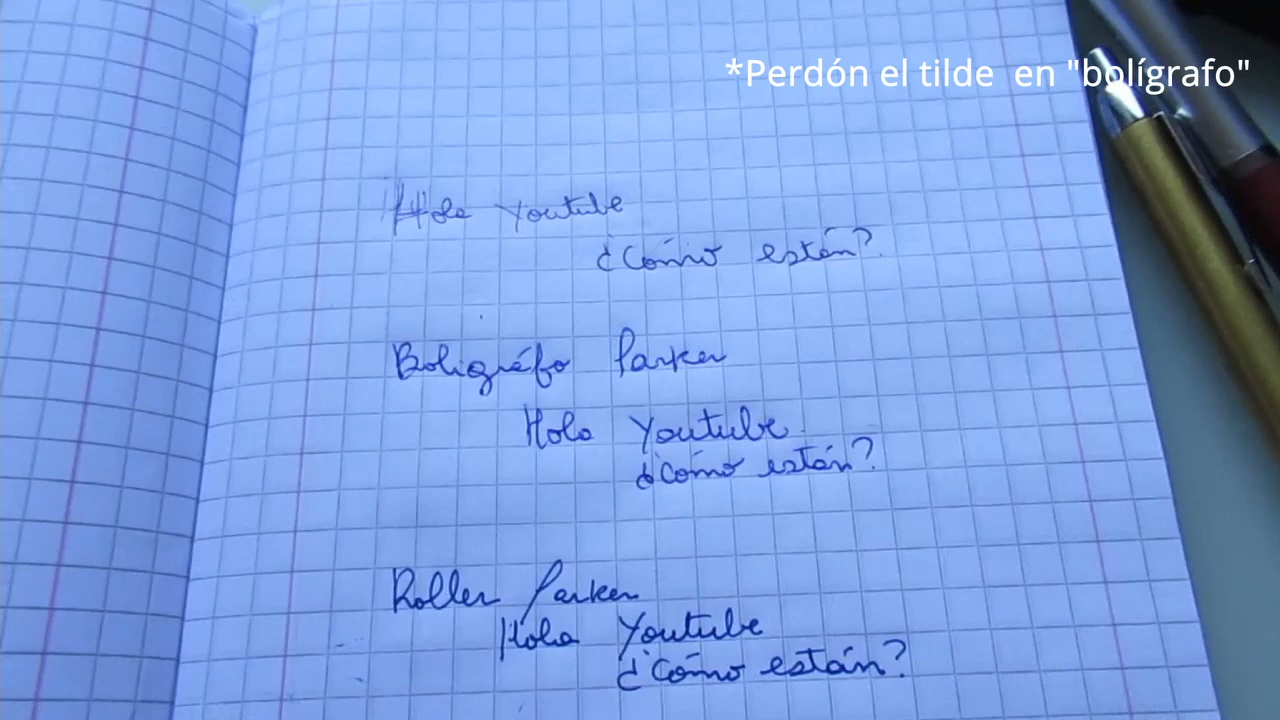 *Perdón el tilde en "bolígrafo"
Hola Youtube
¿Cómo están?
Boligráfo Parker
Hola Youtube
¿Cómo están?
Roller Parker
Hola Youtube
¿Cómo están?